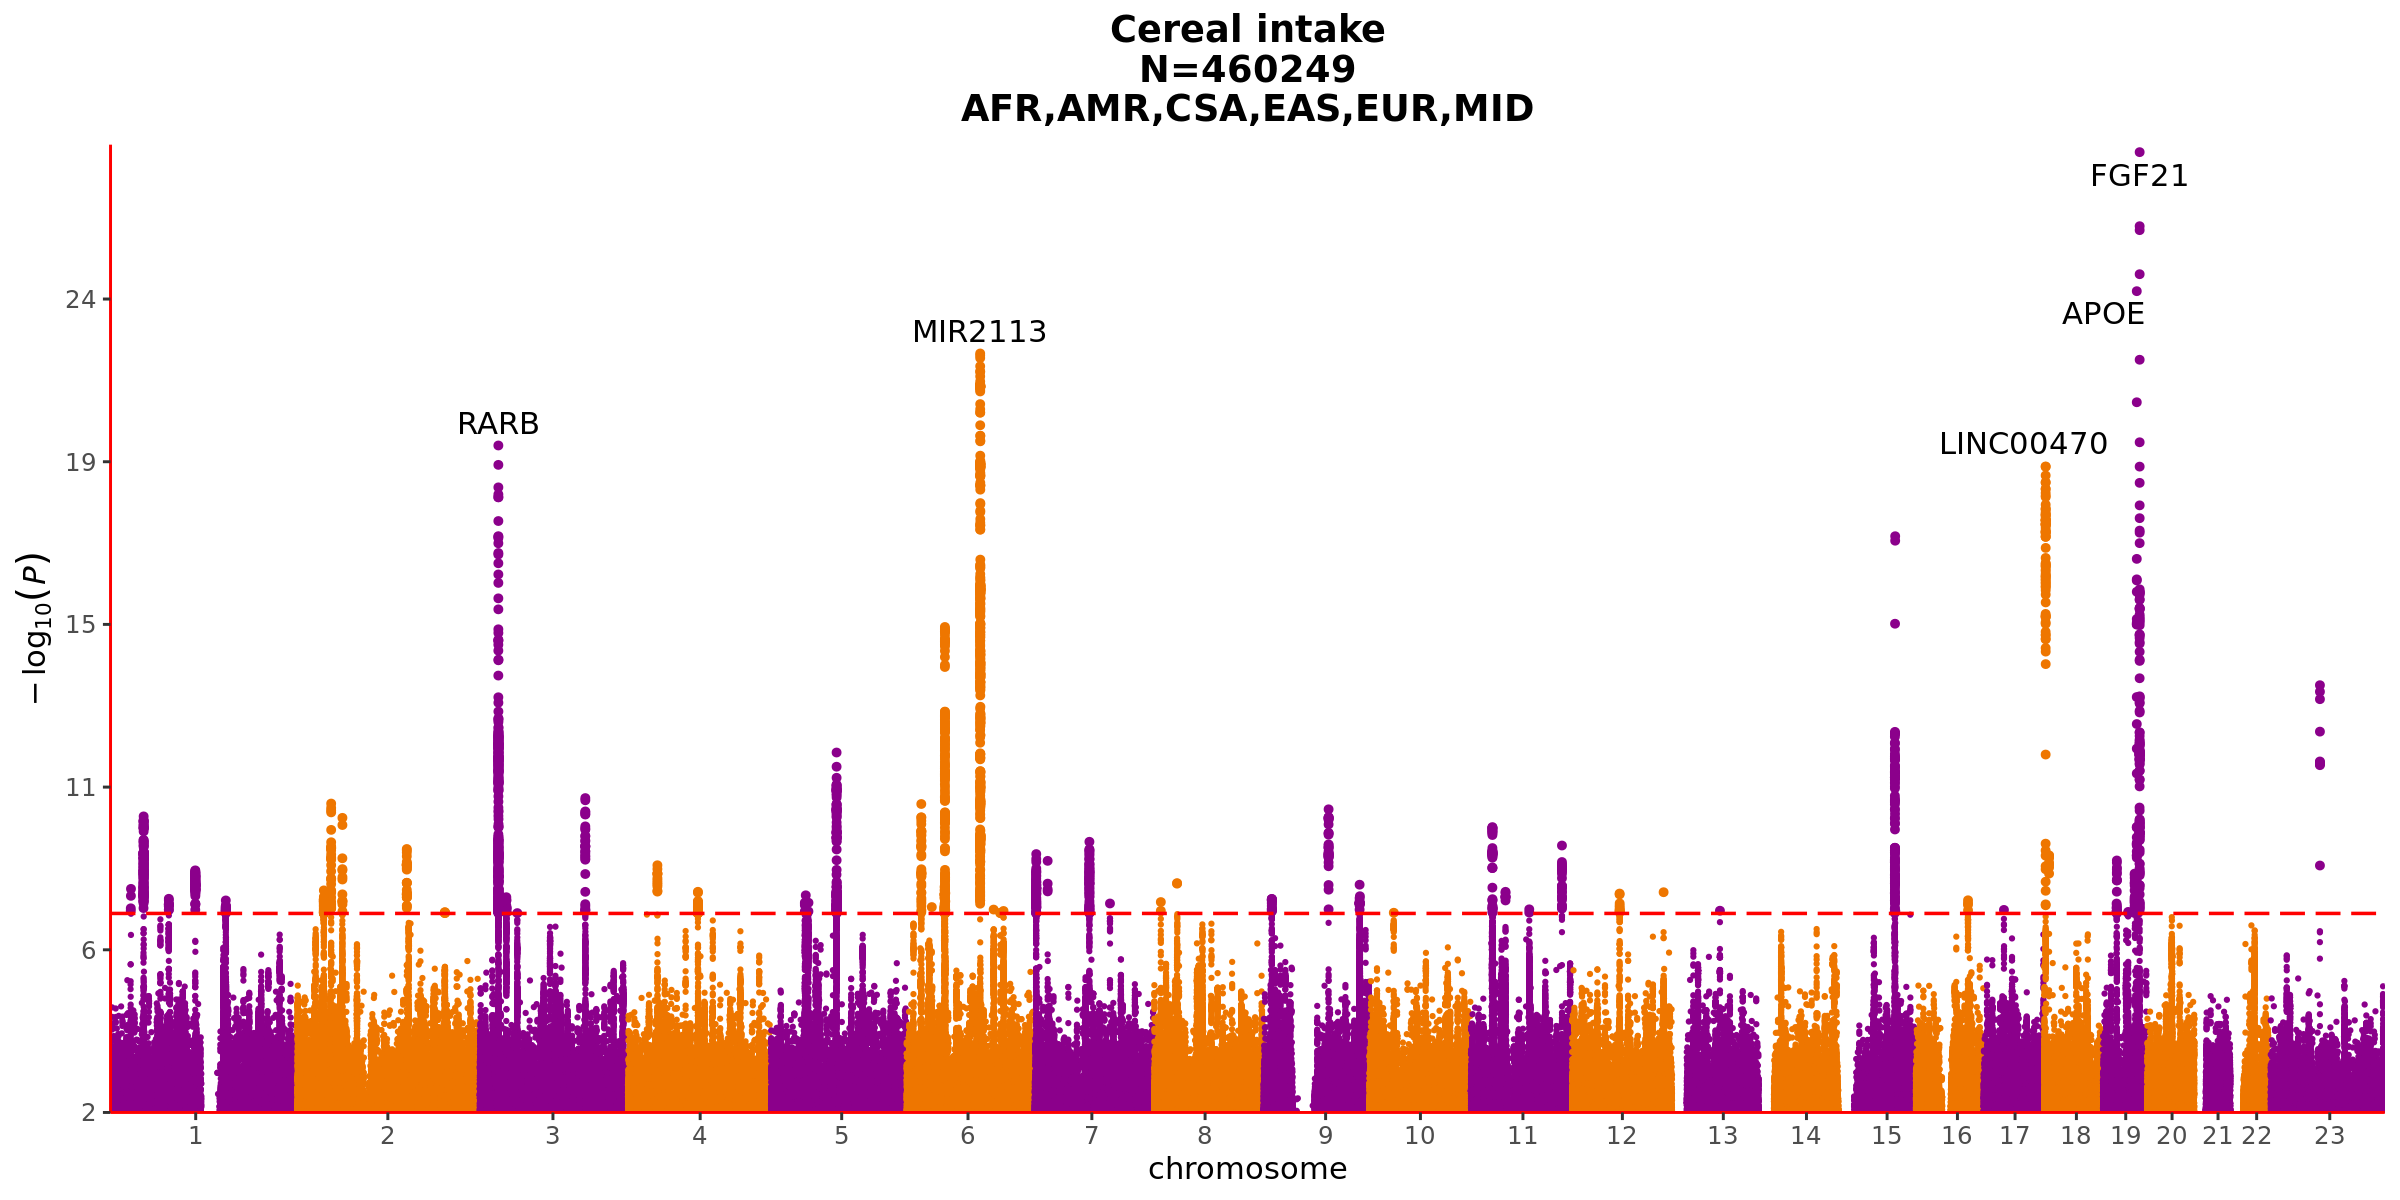 Cereal intake
N=460249
AFR,AMR,CSA,EAS,EUR,MID
FGF21
24
APOE
MIR2113
RARB
LINC00470
19
15
−log10(P)
11
6
2
1 2 3 4 5 6 7 8 9 10 11 12 13 14 15 16 17 18 19 20 21 22 23
chromosome